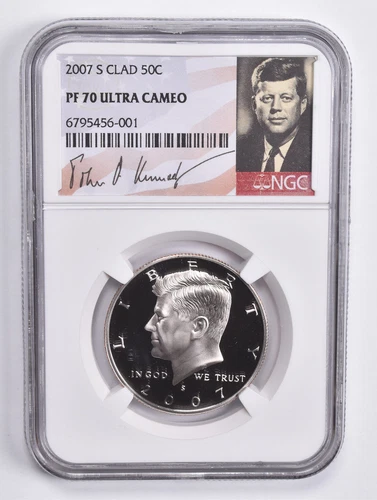 2007 S CLAD 50C
PF 70 ULTRA CAMEO
6795456-001
John F Kennedy
NGC
LIBERTY
IN GOD WE TRUST
S
2007